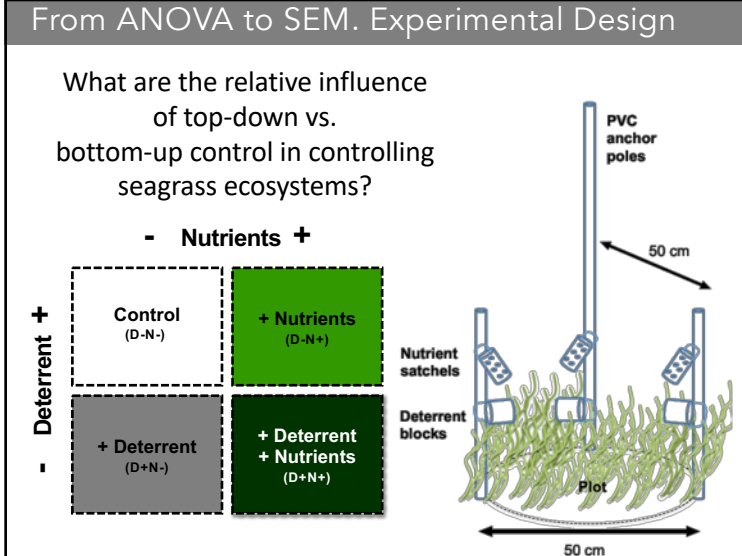 From ANOVA to SEM. Experimental Design
What are the relative influence
of top-down vs.
bottom-up control in controlling
seagrass ecosystems?
- Nutrients +
- Deterrent +
Control
(D-N-)
+ Nutrients
(D-N+)
+ Deterrent
(D+N-)
+ Deterrent
+ Nutrients
(D+N+)
PVC
anchor
poles
50 cm
Nutrient
satchels
Deterrent
blocks
Plot
50 cm